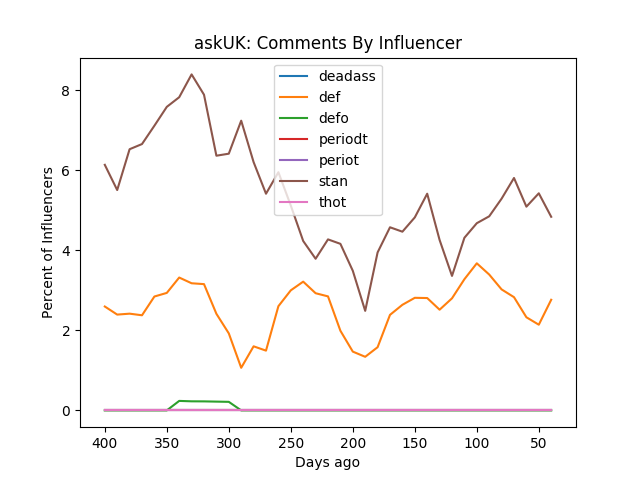 askUK: Comments By Influencer
deadass
def
defo
periodt
periot
stan
thot
Percent of Influencers
8
6
4
2
0
400 350 300 250 200 150 100 50
Days ago